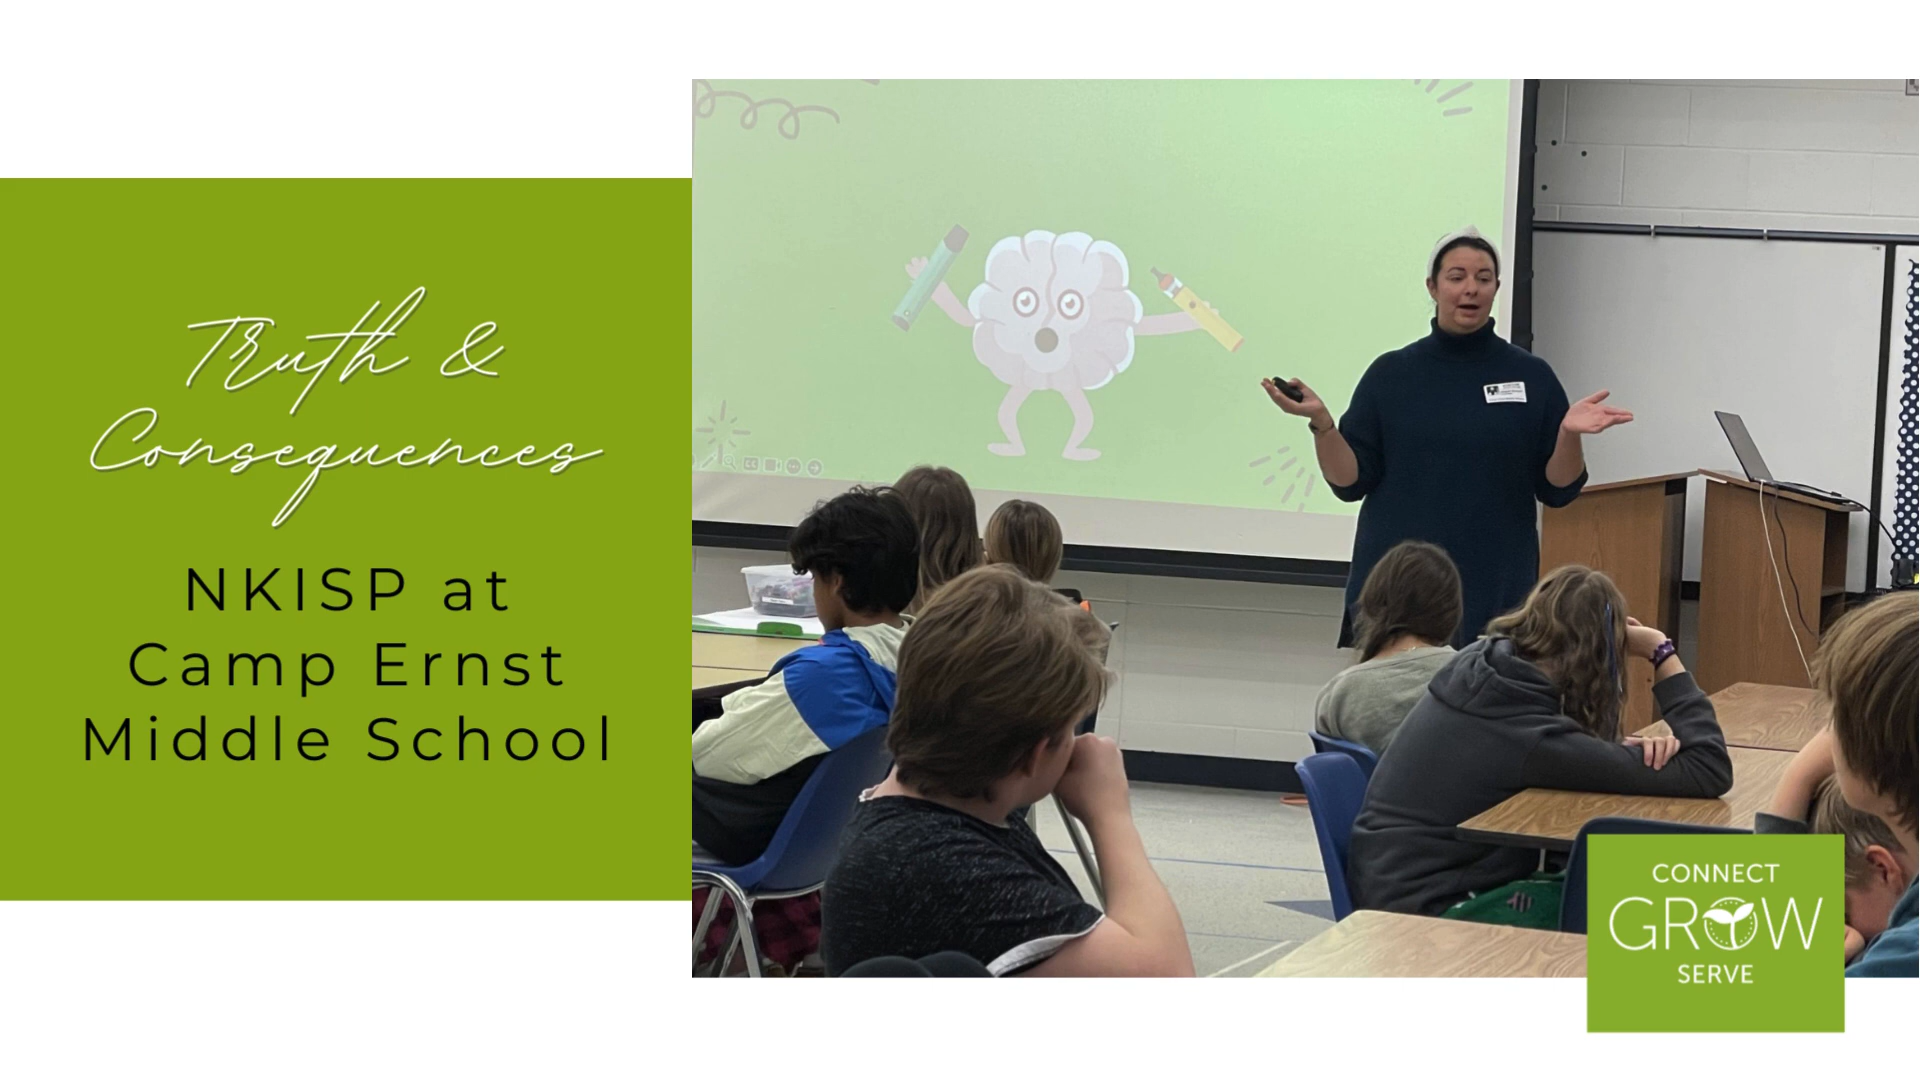 Truth &
Consequences
NKISP at
Camp Ernst
Middle School
CONNECT
GROW
SERVE